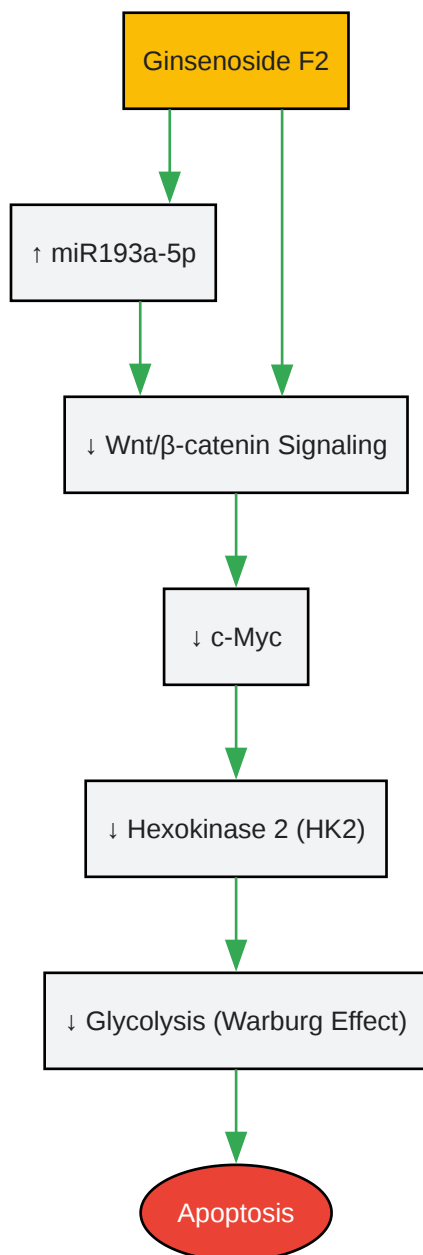 Ginsenoside F2
↑ miR193a-5p
↓ Wnt/β-catenin Signaling
↓ c-Myc
↓ Hexokinase 2 (HK2)
↓ Glycolysis (Warburg Effect)
Apoptosis